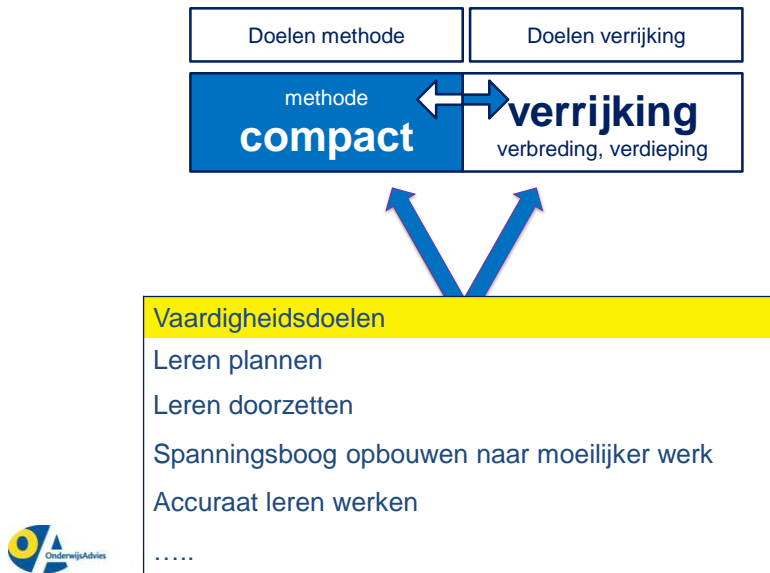 Doelen methode
Doelen verrijking
methode
compact
verrijking
verbreding, verdieping
Vaardigheidsdoelen
Leren plannen
Leren doorzetten
Spanningsboog opbouwen naar moeilijker werk
Accuraat leren werken
…..
OA
OnderwijsAdvies